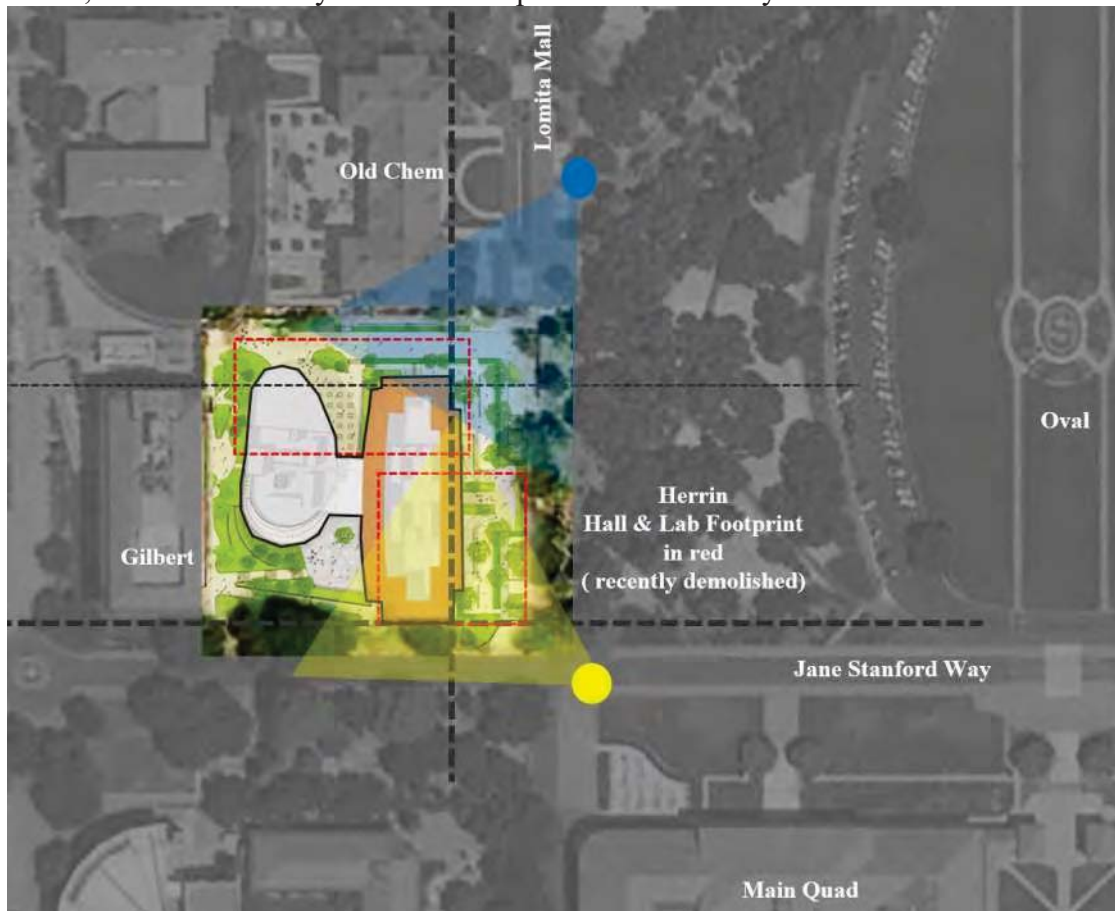 Lomita Mall
Old Chem
Oval
Herrin
Hall & Lab Footprint
in red
( recently demolished)
Gilbert
Jane Stanford Way
Main Quad